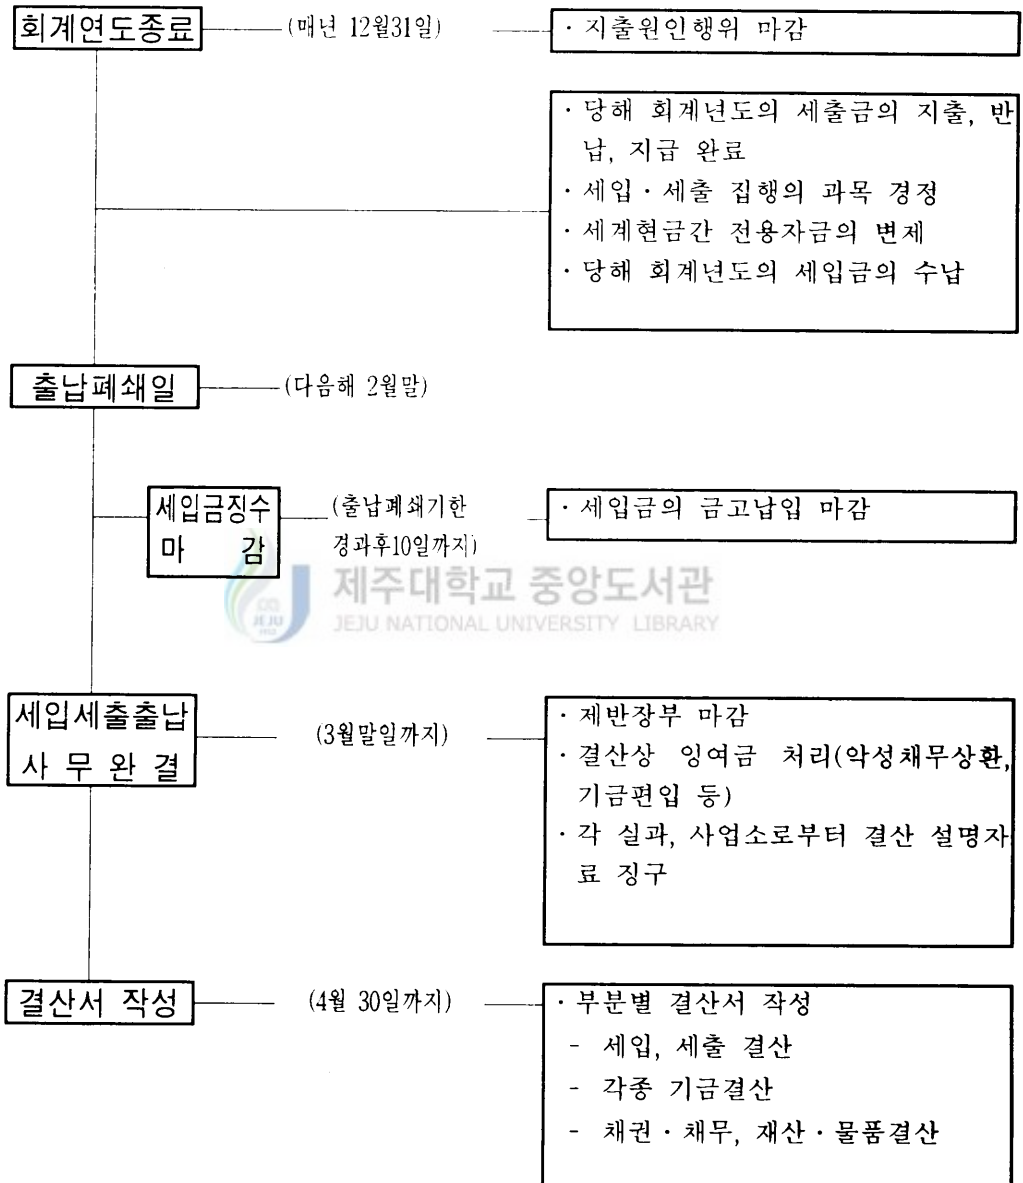 회계연도종료 (매년 12월31일) · 지출원인행위 마감
· 당해 회계년도의 세출금의 지출, 반
납, 지급 완료
· 세입 · 세출 집행의 과목 경정
· 세계현금간 전용자금의 변제
· 당해 회계년도의 세입금의 수납
출납폐쇄일 (다음해 2월말)
세입금징수 (출납폐쇄기한 · 세입금의 금고납입 마감
마 감 경과후10일까지)
제주대학교 중앙도서관
JEJU NATIONAL UNIVERSITY LIBRARY
JEJU
1952
세입세출출납 · 제반장부 마감
사 무 완 결 (3월말일까지) · 결산상 잉여금 처리(악성채무상환,
기금편입 등)
· 각 실과, 사업소로부터 결산 설명자
료 징구
결산서 작성 (4월 30일까지) · 부분별 결산서 작성
- 세입, 세출 결산
- 각종 기금결산
- 채권 · 채무, 재산 · 물품결산